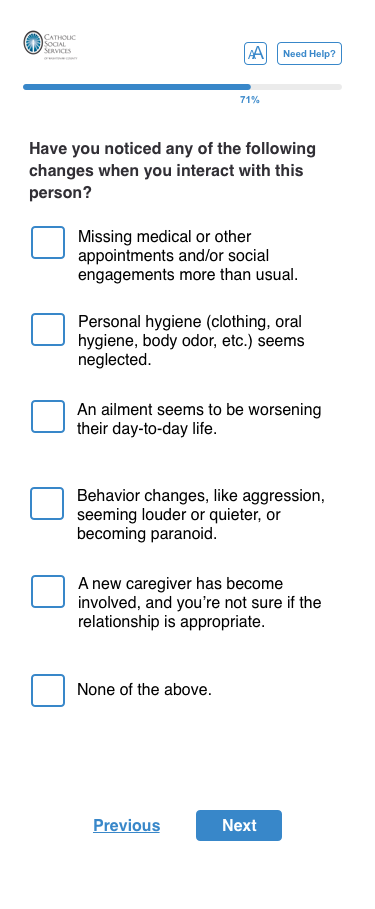 CATHOLIC
SOCIAL
SERVICES
AA
Need Help?
71%
Have you noticed any of the following
changes when you interact with this
person?
Missing medical or other
appointments and/or social
engagements more than usual.
Personal hygiene (clothing, oral
hygiene, body odor, etc.) seems
neglected.
An ailment seems to be worsening
their day-to-day life.
Behavior changes, like aggression,
seeming louder or quieter, or
becoming paranoid.
A new caregiver has become
involved, and you’re not sure if the
relationship is appropriate.
None of the above.
Previous
Next